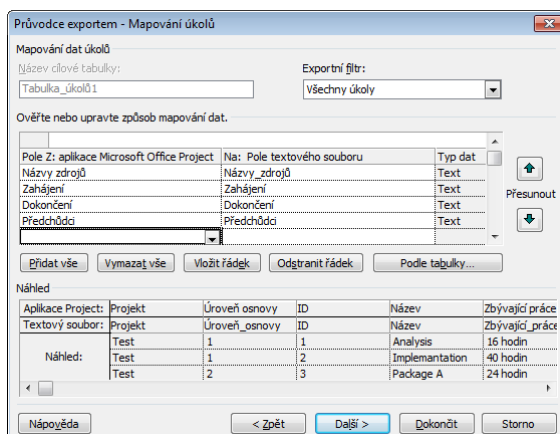 Průvodce exportem - Mapování úkolů
Mapování dat úkolů
Název cílové tabulky: Exportní filtr:
Tabulka_úkolů1 Všechny úkoly
Ověřte nebo upravte způsob mapování dat.
Pole Z: aplikace Microsoft Office Project Na: Pole textového souboru Typ dat
Názvy zdrojů Názvy_zdrojů Text
Zahájení Zahájení Text
Dokončení Dokončení Text
Předchůdci Předchůdci Text
Přesunout
Přidat vše Vymazat vše Vložit řádek Odstranit řádek Podle tabulky...
Náhled
Aplikace Project: Projekt Úroveň osnovy ID Název Zbývající práce
Textový soubor: Projekt Úroveň_osnovy ID Název Zbývající_práce
Náhled: Test 1 1 Analysis 16 hodin
Test 1 2 Implemantation 40 hodin
Test 2 3 Package A 24 hodin
Nápověda < Zpět Další > Dokončit Storno